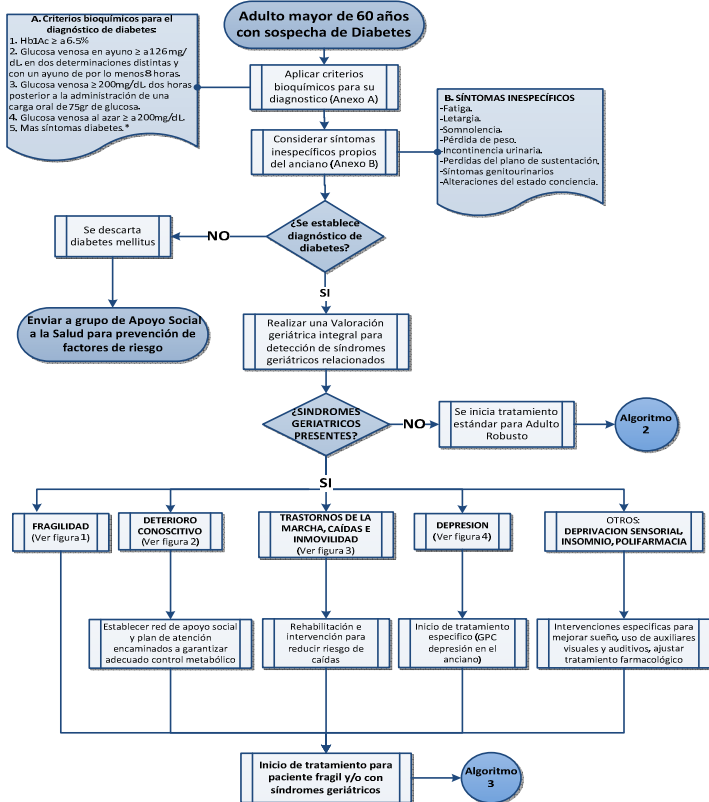 A. Criterios bioquímicos para el
diagnóstico de diabetes:
1. Hb1Ac ≥ a 6.5%
2. Glucosa venosa en ayuno ≥ a 126mg/
dL en dos determinaciones distintas y
con un ayuno de por lo menos 8 horas.
3. Glucosa venosa ≥ 200mg/dL dos horas
posterior a la administración de una
carga oral de 75gr de glucosa.
4. Glucosa venosa al azar ≥ a 200mg/dL
5. Mas síntomas diabetes.*
Adulto mayor de 60 años
con sospecha de Diabetes
Aplicar criterios
bioquímicos para su
diagnostico (Anexo A)
Considerar síntomas
inespecíficos propios
del anciano (Anexo B)
B. SÍNTOMAS INESPECÍFICOS
-Fatiga.
-Letargia.
-Somnolencia.
-Pérdida de peso.
-Incontinencia urinaria.
-Perdidas del plano de sustentación.
-Síntomas genitourinarios
-Alteraciones del estado conciencia.
¿Se establece
diagnóstico de
diabetes?
NO
Se descarta
diabetes mellitus
Enviar a grupo de Apoyo Social
a la Salud para prevención de
factores de riesgo
SI
Realizar una Valoración
geriátrica integral para
detección de síndromes
geriátricos relacionados
¿SINDROMES
GERIATRICOS
PRESENTES?
NO
Se inicia tratamiento
estándar para Adulto
Robusto
Algoritmo
2
SI
FRAGILIDAD
(Ver figura 1)
DETERIORO
CONOSCITIVO
(Ver figura 2)
TRASTORNOS DE LA
MARCHA, CAÍDAS E
INMOVILIDAD
(Ver figura 3)
DEPRESION
(Ver figura 4)
OTROS:
DEPRIVACION SENSORIAL,
INSOMNIO, POLIFARMACIA
Establecer red de apoyo social
y plan de atención
encaminados a garantizar
adecuado control metabólico
Rehabilitación e
intervención para
reducir riesgo de
caídas
Inicio de tratamiento
especifico (GPC
depresión en el
anciano)
Intervenciones especificas para
mejorar sueño, uso de auxiliares
visuales y auditivos, ajustar
tratamiento farmacológico
Inicio de tratamiento para
paciente fragil y/o con
síndromes geriátricos
Algoritmo
3